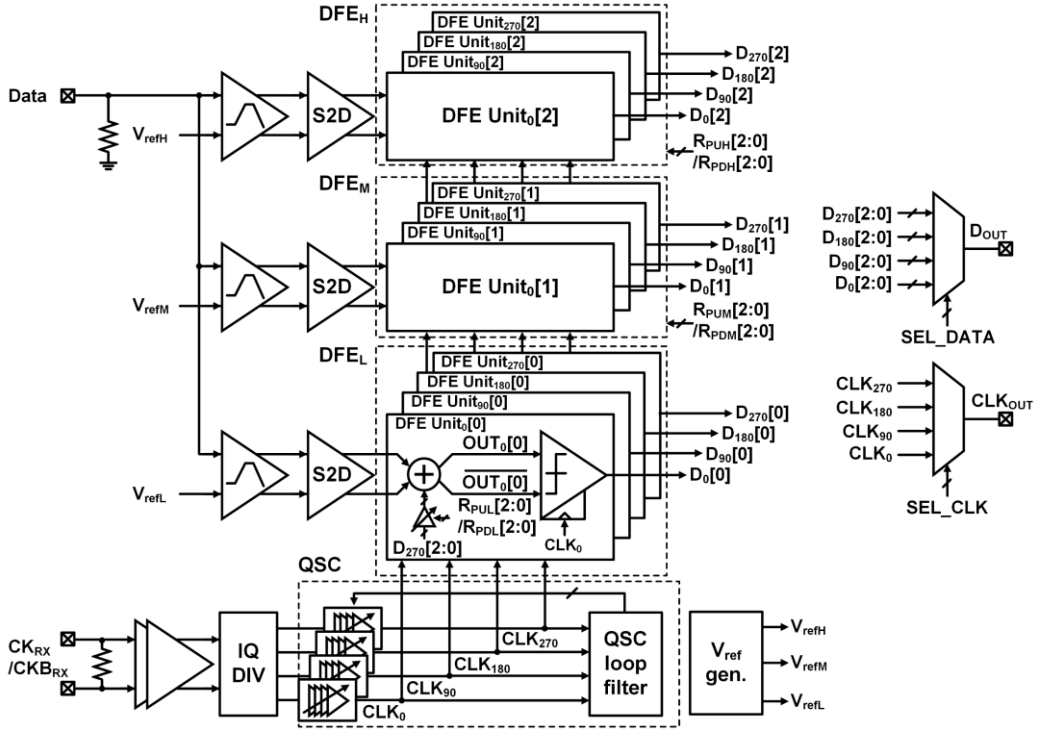 DFE_H
DFE Unit_270[2]
DFE Unit_180[2]
DFE Unit_90[2]
DFE Unit_0[2]
D_270[2]
D_180[2]
D_90[2]
D_0[2]
Data
S2D
V_refH
R_PUH[2:0]
/R_PDH[2:0]
DFE_M
DFE Unit_270[1]
DFE Unit_180[1]
DFE Unit_90[1]
DFE Unit_0[1]
D_270[1]
D_180[1]
D_90[1]
D_0[1]
S2D
V_refM
R_PUM[2:0]
/R_PDM[2:0]
D_270[2:0]
D_180[2:0]
D_90[2:0]
D_0[2:0]
D_OUT
SEL_DATA
DFE_L
DFE Unit_270[0]
DFE Unit_180[0]
DFE Unit_90[0]
DFE Unit_0[0]
D_270[0]
D_180[0]
D_90[0]
D_0[0]
S2D
V_refL
OUT_0[0]
OUT_0[0]
R_PUL[2:0]
/R_PDL[2:0]
D_270[2:0]
CLK_0
CLK_270
CLK_180
CLK_90
CLK_0
CLK_OUT
SEL_CLK
QSC
CK_RX
/CKB_RX
IQ
DIV
CLK_270
CLK_180
CLK_90
CLK_0
QSC
loop
filter
V_ref
gen.
V_refH
V_refM
V_refL